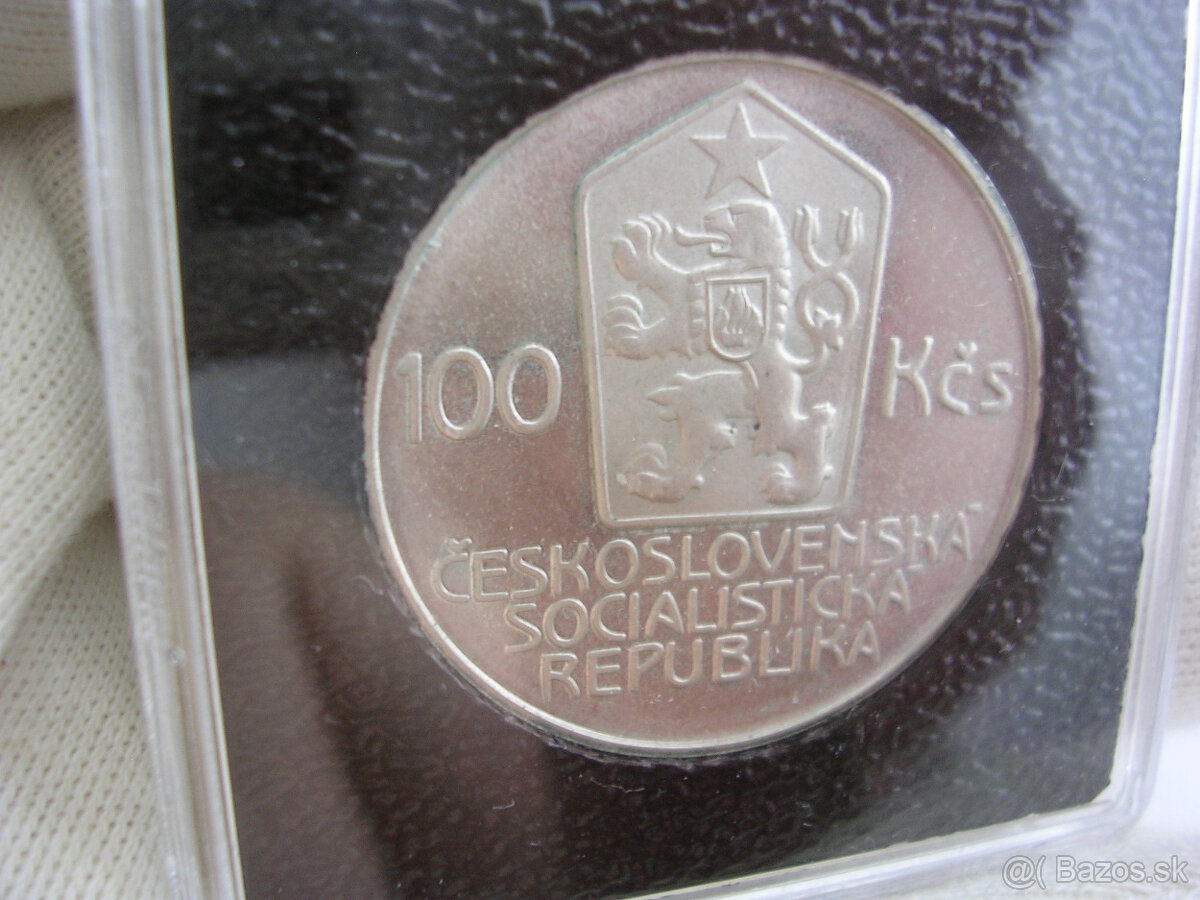 100 Kčs
ČESKOSLOVENSKÁ
SOCIALISTICKÁ
REPUBLIKA
@( Bazos.sk